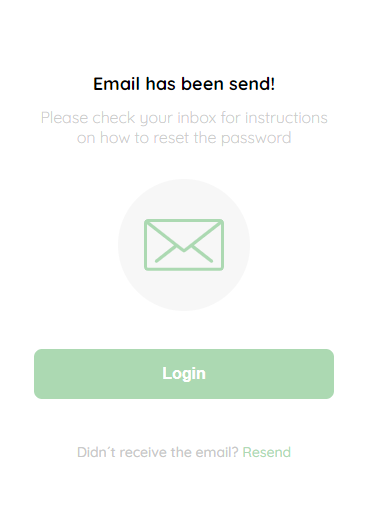 Email has been send!
Please check your inbox for instructions
on how to reset the password
Login
Didn´t receive the email? Resend